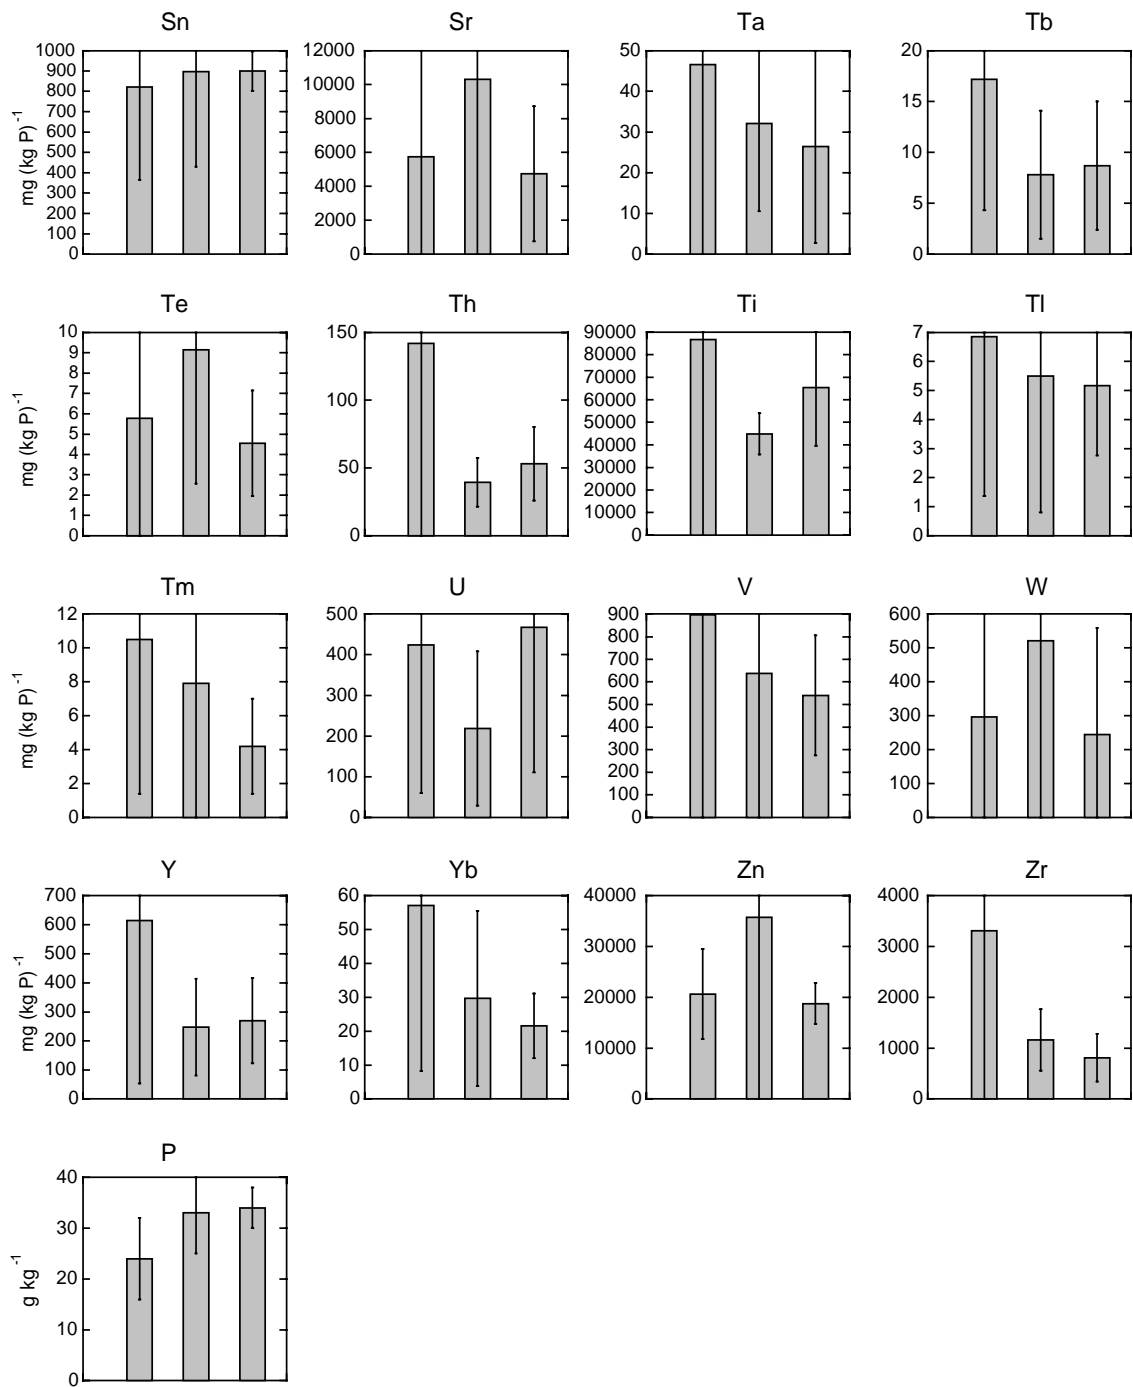 Sn Sr Ta Tb
1000 900 800 700 600 500 400 300 200 100 0
mg (kg P)⁻¹
12000 10000 8000 6000 4000 2000 0
50 40 30 20 10 0
20 15 10 5 0
Te Th Ti Tl
10 9 8 7 6 5 4 3 2 1 0
mg (kg P)⁻¹
150 100 50 0
90000 80000 70000 60000 50000 40000 30000 20000 10000 0
7 6 5 4 3 2 1 0
Tm U V W
12 10 8 6 4 2 0
mg (kg P)⁻¹
500 400 300 200 100 0
900 800 700 600 500 400 300 200 100 0
600 500 400 300 200 100 0
Y Yb Zn Zr
700 600 500 400 300 200 100 0
mg (kg P)⁻¹
60 50 40 30 20 10 0
40000 30000 20000 10000 0
4000 3000 2000 1000 0
P
40 30 20 10 0
g kg⁻¹